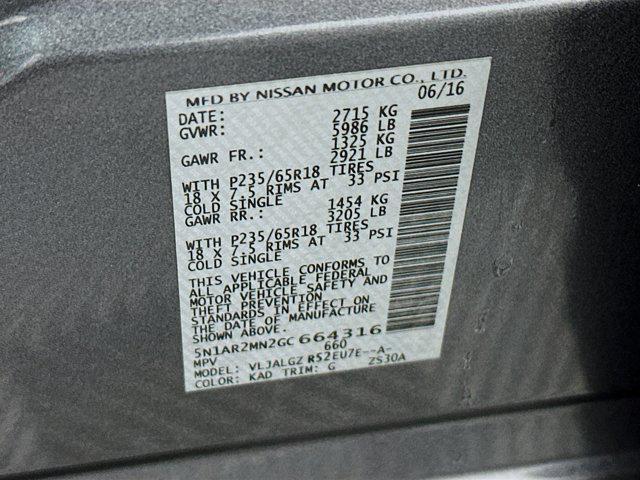 MFD BY NISSAN MOTOR CO., LTD.
DATE: 06/16
GVWR: 2715 KG
5986 LB
GAWR FR.: 1325 KG
2921 LB
WITH P235/65R18 TIRES
18 X 7.5 RIMS AT 33 PSI
COLD SINGLE
GAWR RR.: 1454 KG
3205 LB
WITH P235/65R18 TIRES
18 X 7.5 RIMS AT 33 PSI
COLD SINGLE
THIS VEHICLE CONFORMS TO
ALL APPLICABLE FEDERAL
MOTOR VEHICLE SAFETY AND
THEFT PREVENTION
STANDARDS IN EFFECT ON
THE DATE OF MANUFACTURE
SHOWN ABOVE.
5N1AR2MN2GC 664316
MPV 660
MODEL: VLJALGZ R52EU7E--A-
COLOR: KAD TRIM: G ZS30A